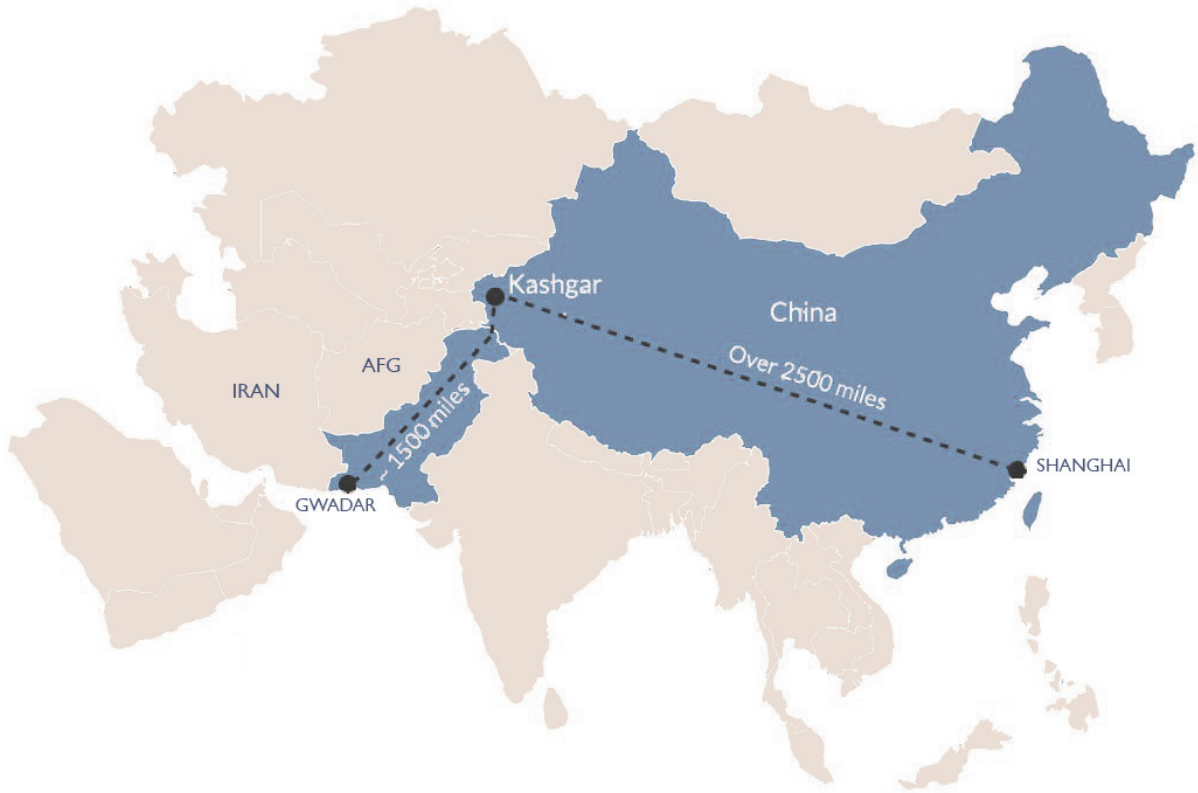 Kashgar
China
Over 2500 miles
AFG
IRAN
~ 1500 miles
SHANGHAI
GWADAR